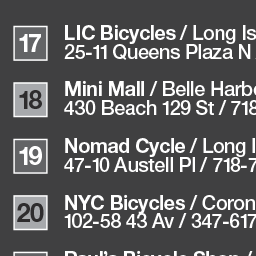 17 LIC Bicycles / Long Is
25-11 Queens Plaza N
18 Mini Mall / Belle Harb
430 Beach 129 St / 718
19 Nomad Cycle / Long I
47-10 Austell Pl / 718-7
20 NYC Bicycles / Coron
102-58 43 Av / 347-617